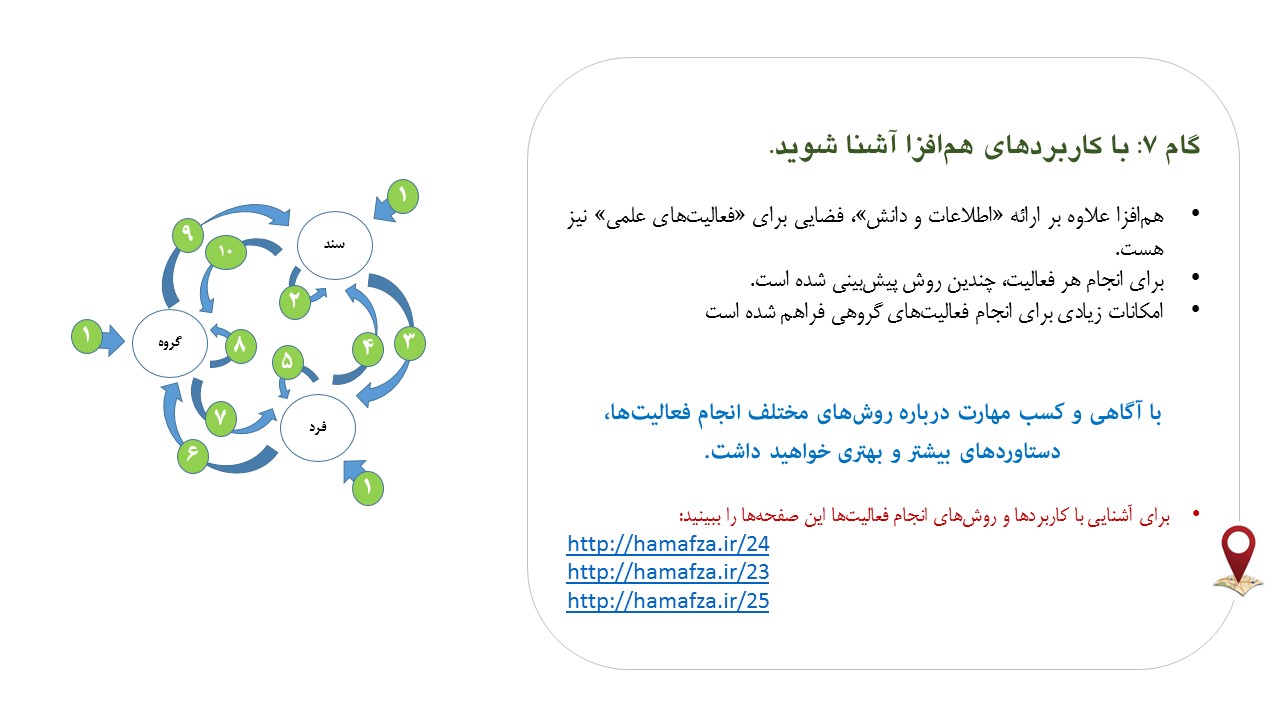 گام ۷: با کاربردهای هم‌افزا آشنا شوید.
هم‌افزا علاوه بر ارائه «اطلاعات و دانش»، فضایی برای «فعالیت‌های علمی» نیز
هست.
برای انجام هر فعالیت، چندین روش پیش‌بینی شده است.
امکانات زیادی برای انجام فعالیت‌های گروهی فراهم شده است
با آگاهی و کسب مهارت درباره روش‌های مختلف انجام فعالیت‌ها،
دستاوردهای بیشتر و بهتری خواهید داشت.
برای آشنایی با کاربردها و روش‌های انجام فعالیت‌ها این صفحه‌ها را ببینید:
http://hamafza.ir/24
http://hamafza.ir/23
http://hamafza.ir/25
۱
۹
۱۰
سند
۲
۱
گروه
۸
۵
۴
۳
۷
فرد
۶
۱